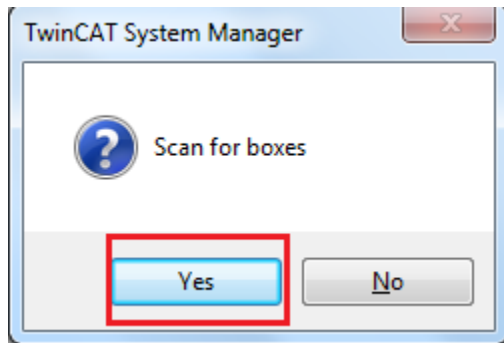 TwinCAT System Manager
Scan for boxes
Yes
No